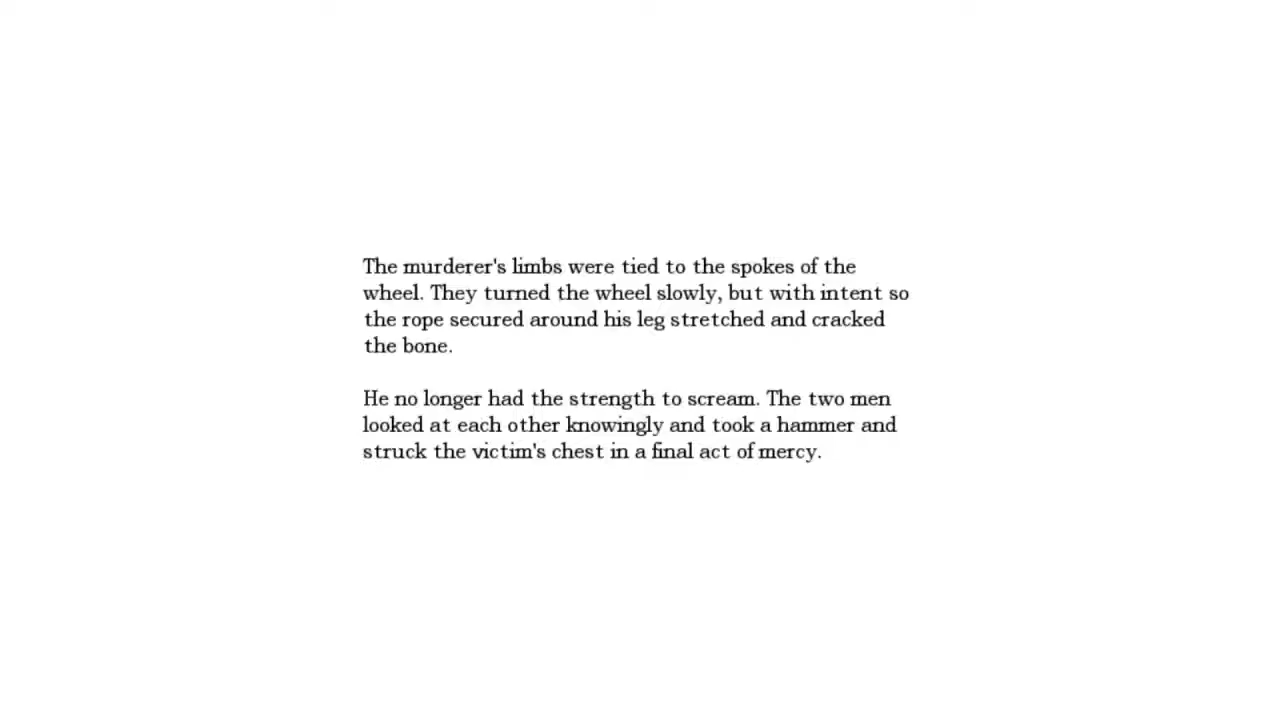 The murderer's limbs were tied to the spokes of the
wheel. They turned the wheel slowly, but with intent so
the rope secured around his leg stretched and cracked
the bone.
He no longer had the strength to scream. The two men
looked at each other knowingly and took a hammer and
struck the victim's chest in a final act of mercy.